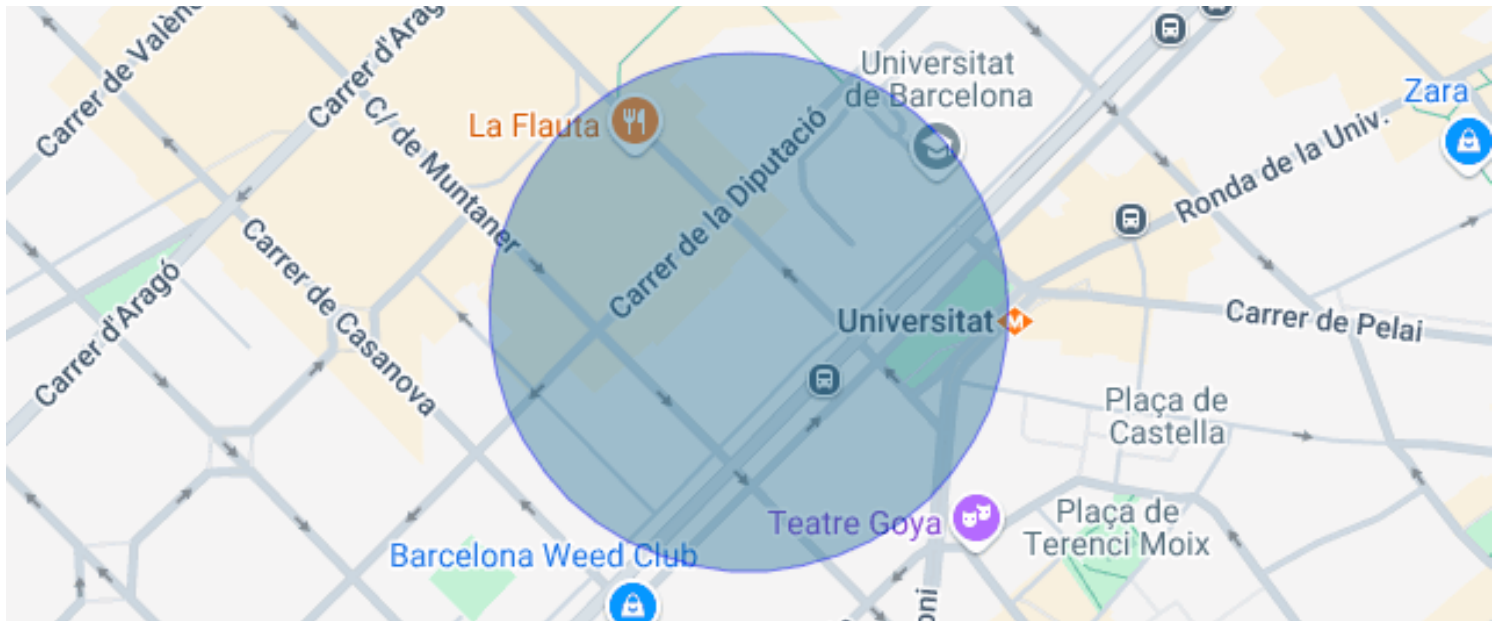 Carrer de Valènc
Carrer d'Arag
Universitat
de Barcelona
Zara
La Flauta
C/ de Muntaner
Carrer de la Diputació
Ronda de la Univ.
Carrer d'Aragó
Carrer de Casanova
Universitat
M
Carrer de Pelai
Plaça de
Castella
Teatre Goya
Plaça de
Terenci Moix
Barcelona Weed Club
oni